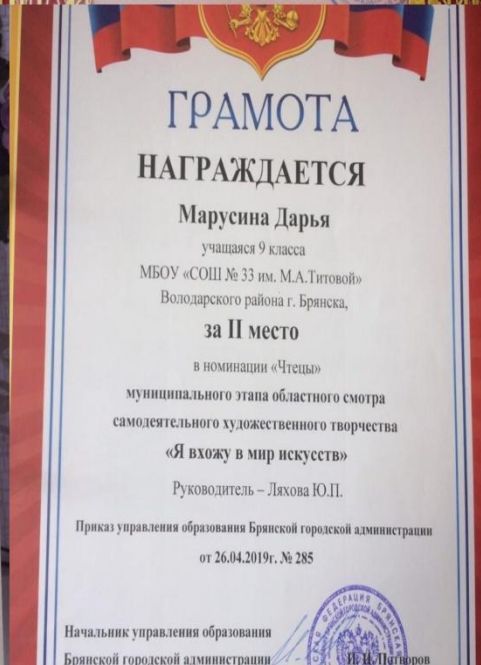 ГРАМОТА
НАГРАЖДАЕТСЯ
Марусина Дарья
учащаяся 9 класса
МБОУ «СОШ № 33 им. М.А.Титовой»
Володарского района г. Брянска,
за II место
в номинации «Чтецы»
муниципального этапа областного смотра
самодеятельного художественного творчества
«Я вхожу в мир искусств»
Руководитель – Ляхова Ю.П.
Приказ управления образования Брянской городской администрации
от 26.04.2019г. № 285
Начальник управления образования
Брянской городской администрации
ФЕДЕРАЦИЯ БРЯНСКАЯ